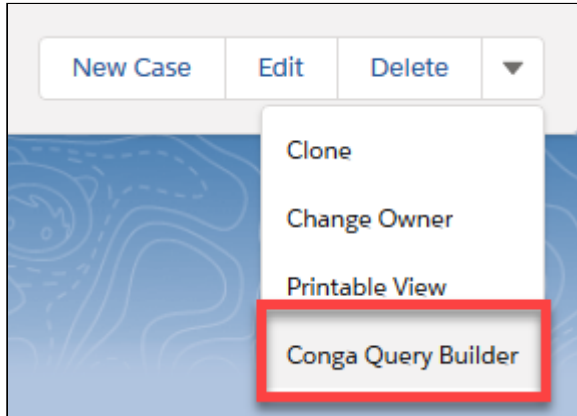 New Case Edit Delete
Clone
Change Owner
Printable View
Conga Query Builder